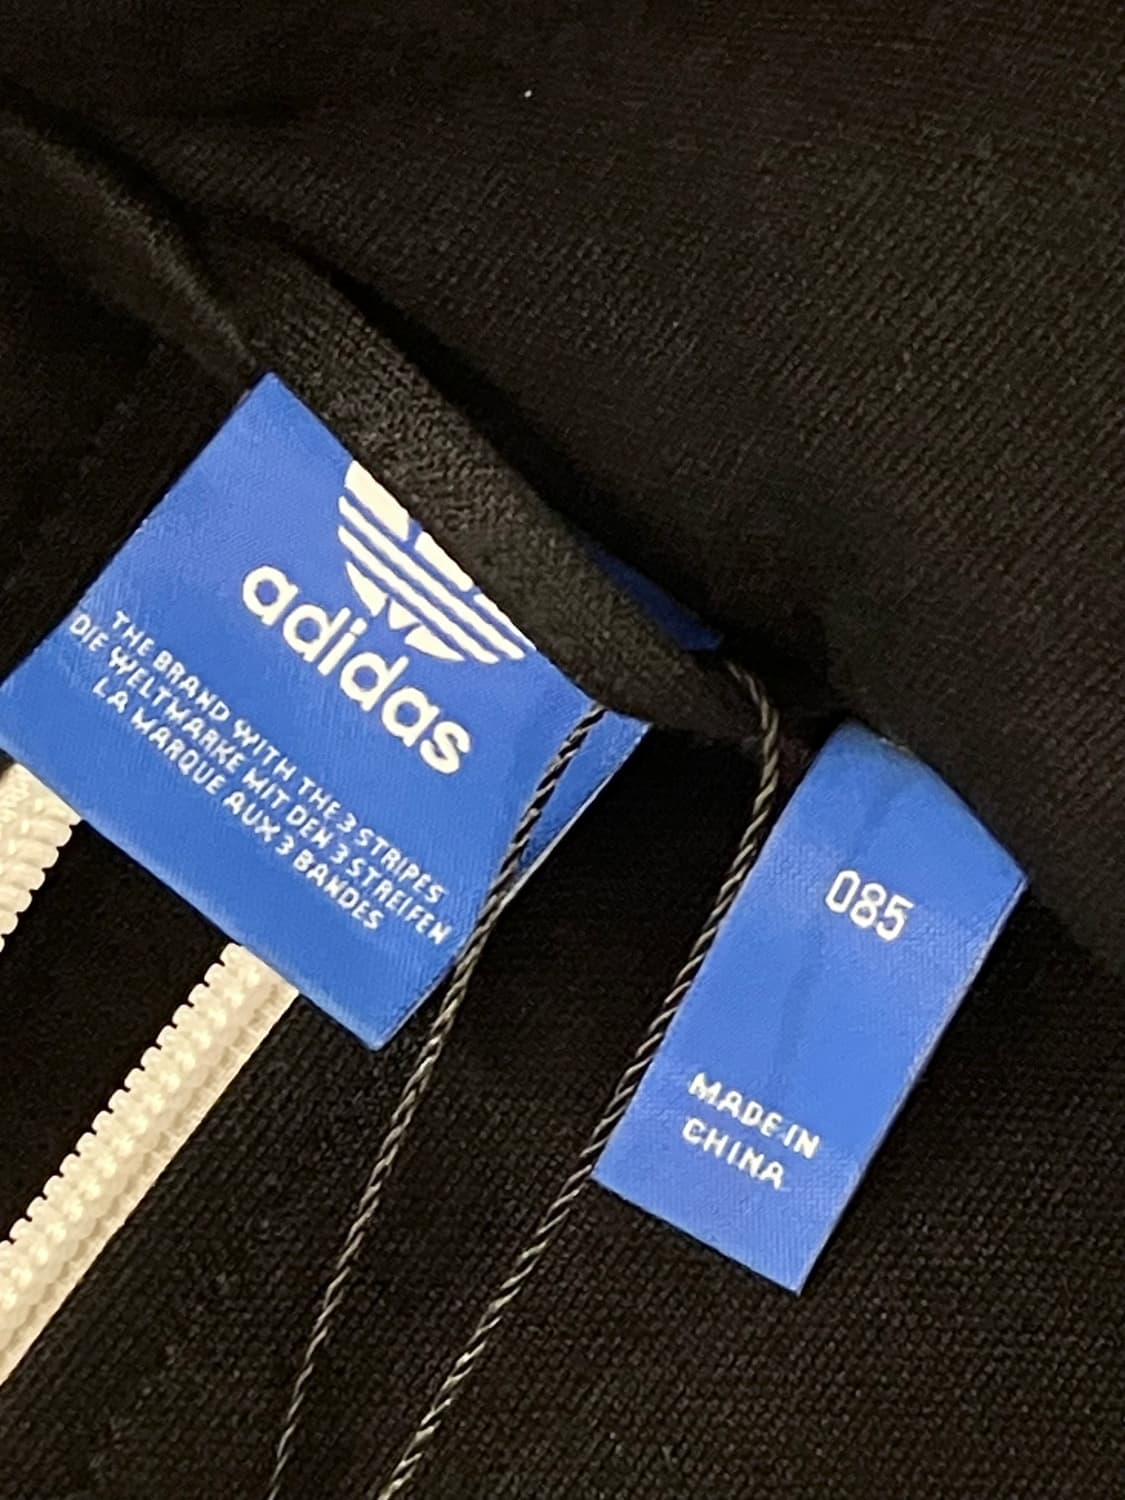 adidas
THE BRAND WITH THE 3 STRIPES
DIE WELTMARKE MIT DEN 3 STREIFEN
LA MARQUE AUX 3 BANDES
085
MADE IN
CHINA